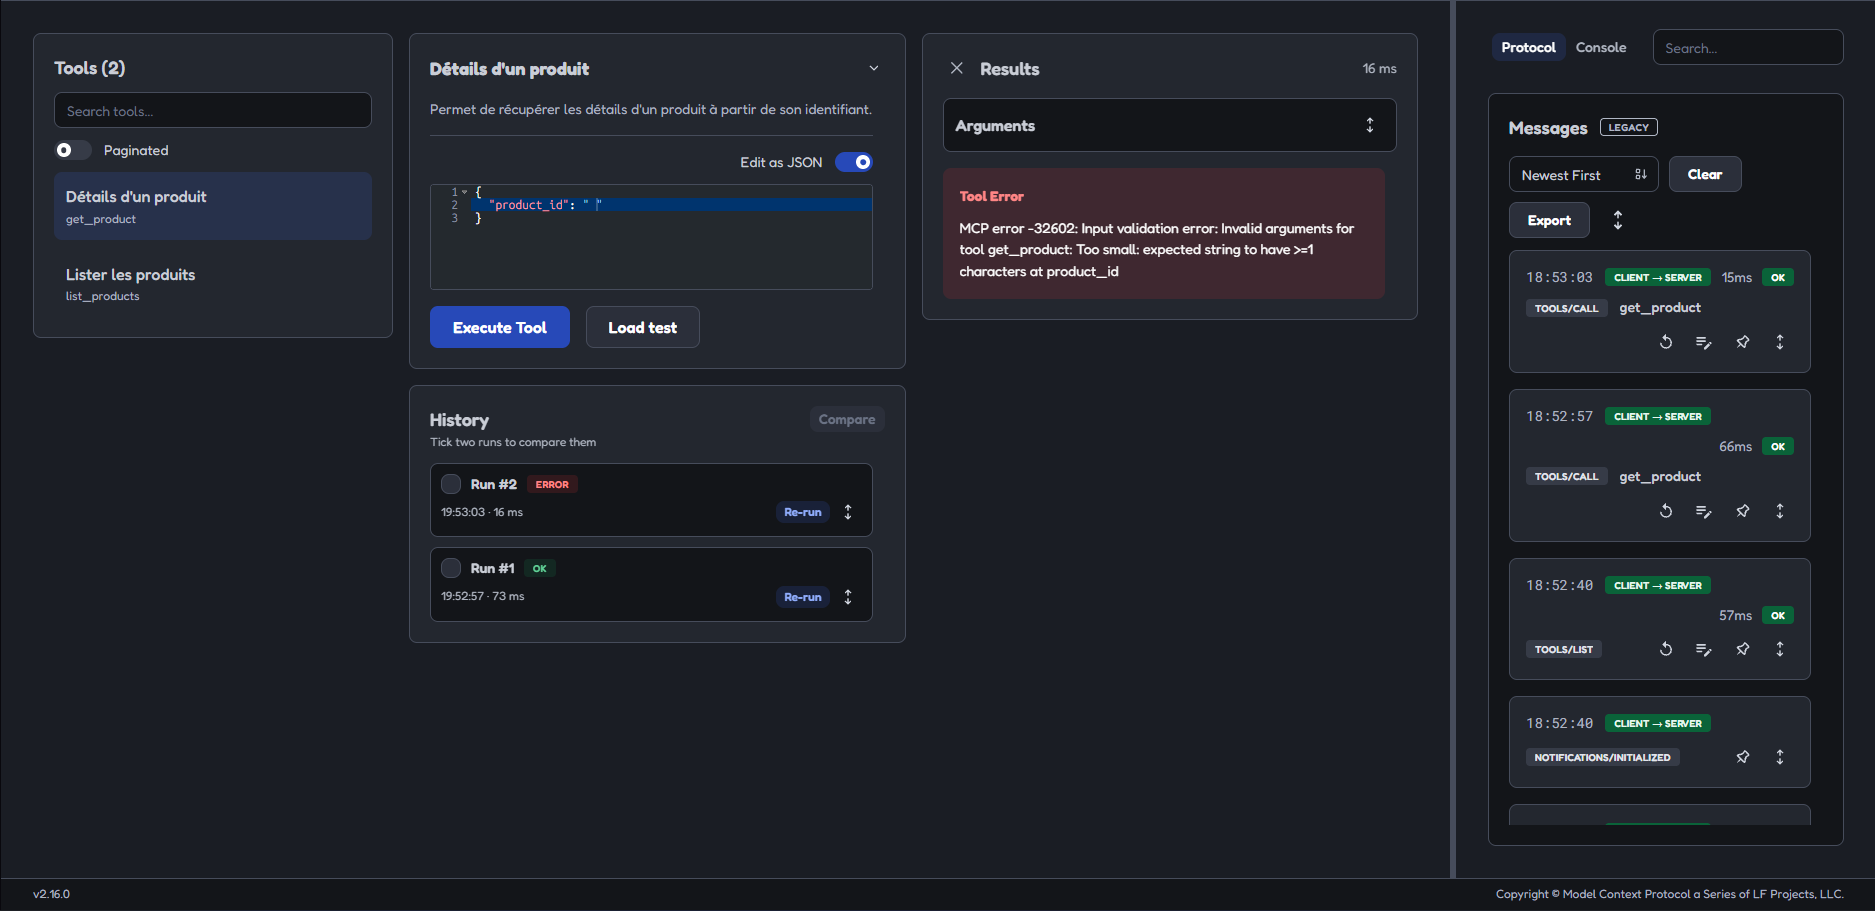 Tools (2)
Search tools...
Paginated
Détails d'un produit
get_product
Lister les produits
list_products
Détails d'un produit
Permet de récupérer les détails d'un produit à partir de son identifiant.
Edit as JSON
1 {
2 "product_id": " "
3 }
Execute Tool
Load test
History
Compare
Tick two runs to compare them
Run #2 ERROR
19:53:03 · 16 ms
Re-run
Run #1 OK
19:52:57 · 73 ms
Re-run
Results
16 ms
Arguments
Tool Error
MCP error -32602: Input validation error: Invalid arguments for
tool get_product: Too small: expected string to have >=1
characters at product_id
Protocol
Console
Search...
Messages LEGACY
Newest First
Clear
Export
18:53:03 CLIENT → SERVER 15ms OK
TOOLS/CALL get_product
18:52:57 CLIENT → SERVER
66ms OK
TOOLS/CALL get_product
18:52:40 CLIENT → SERVER
57ms OK
TOOLS/LIST
18:52:40 CLIENT → SERVER
NOTIFICATIONS/INITIALIZED
v2.16.0
Copyright © Model Context Protocol a Series of LF Projects, LLC.